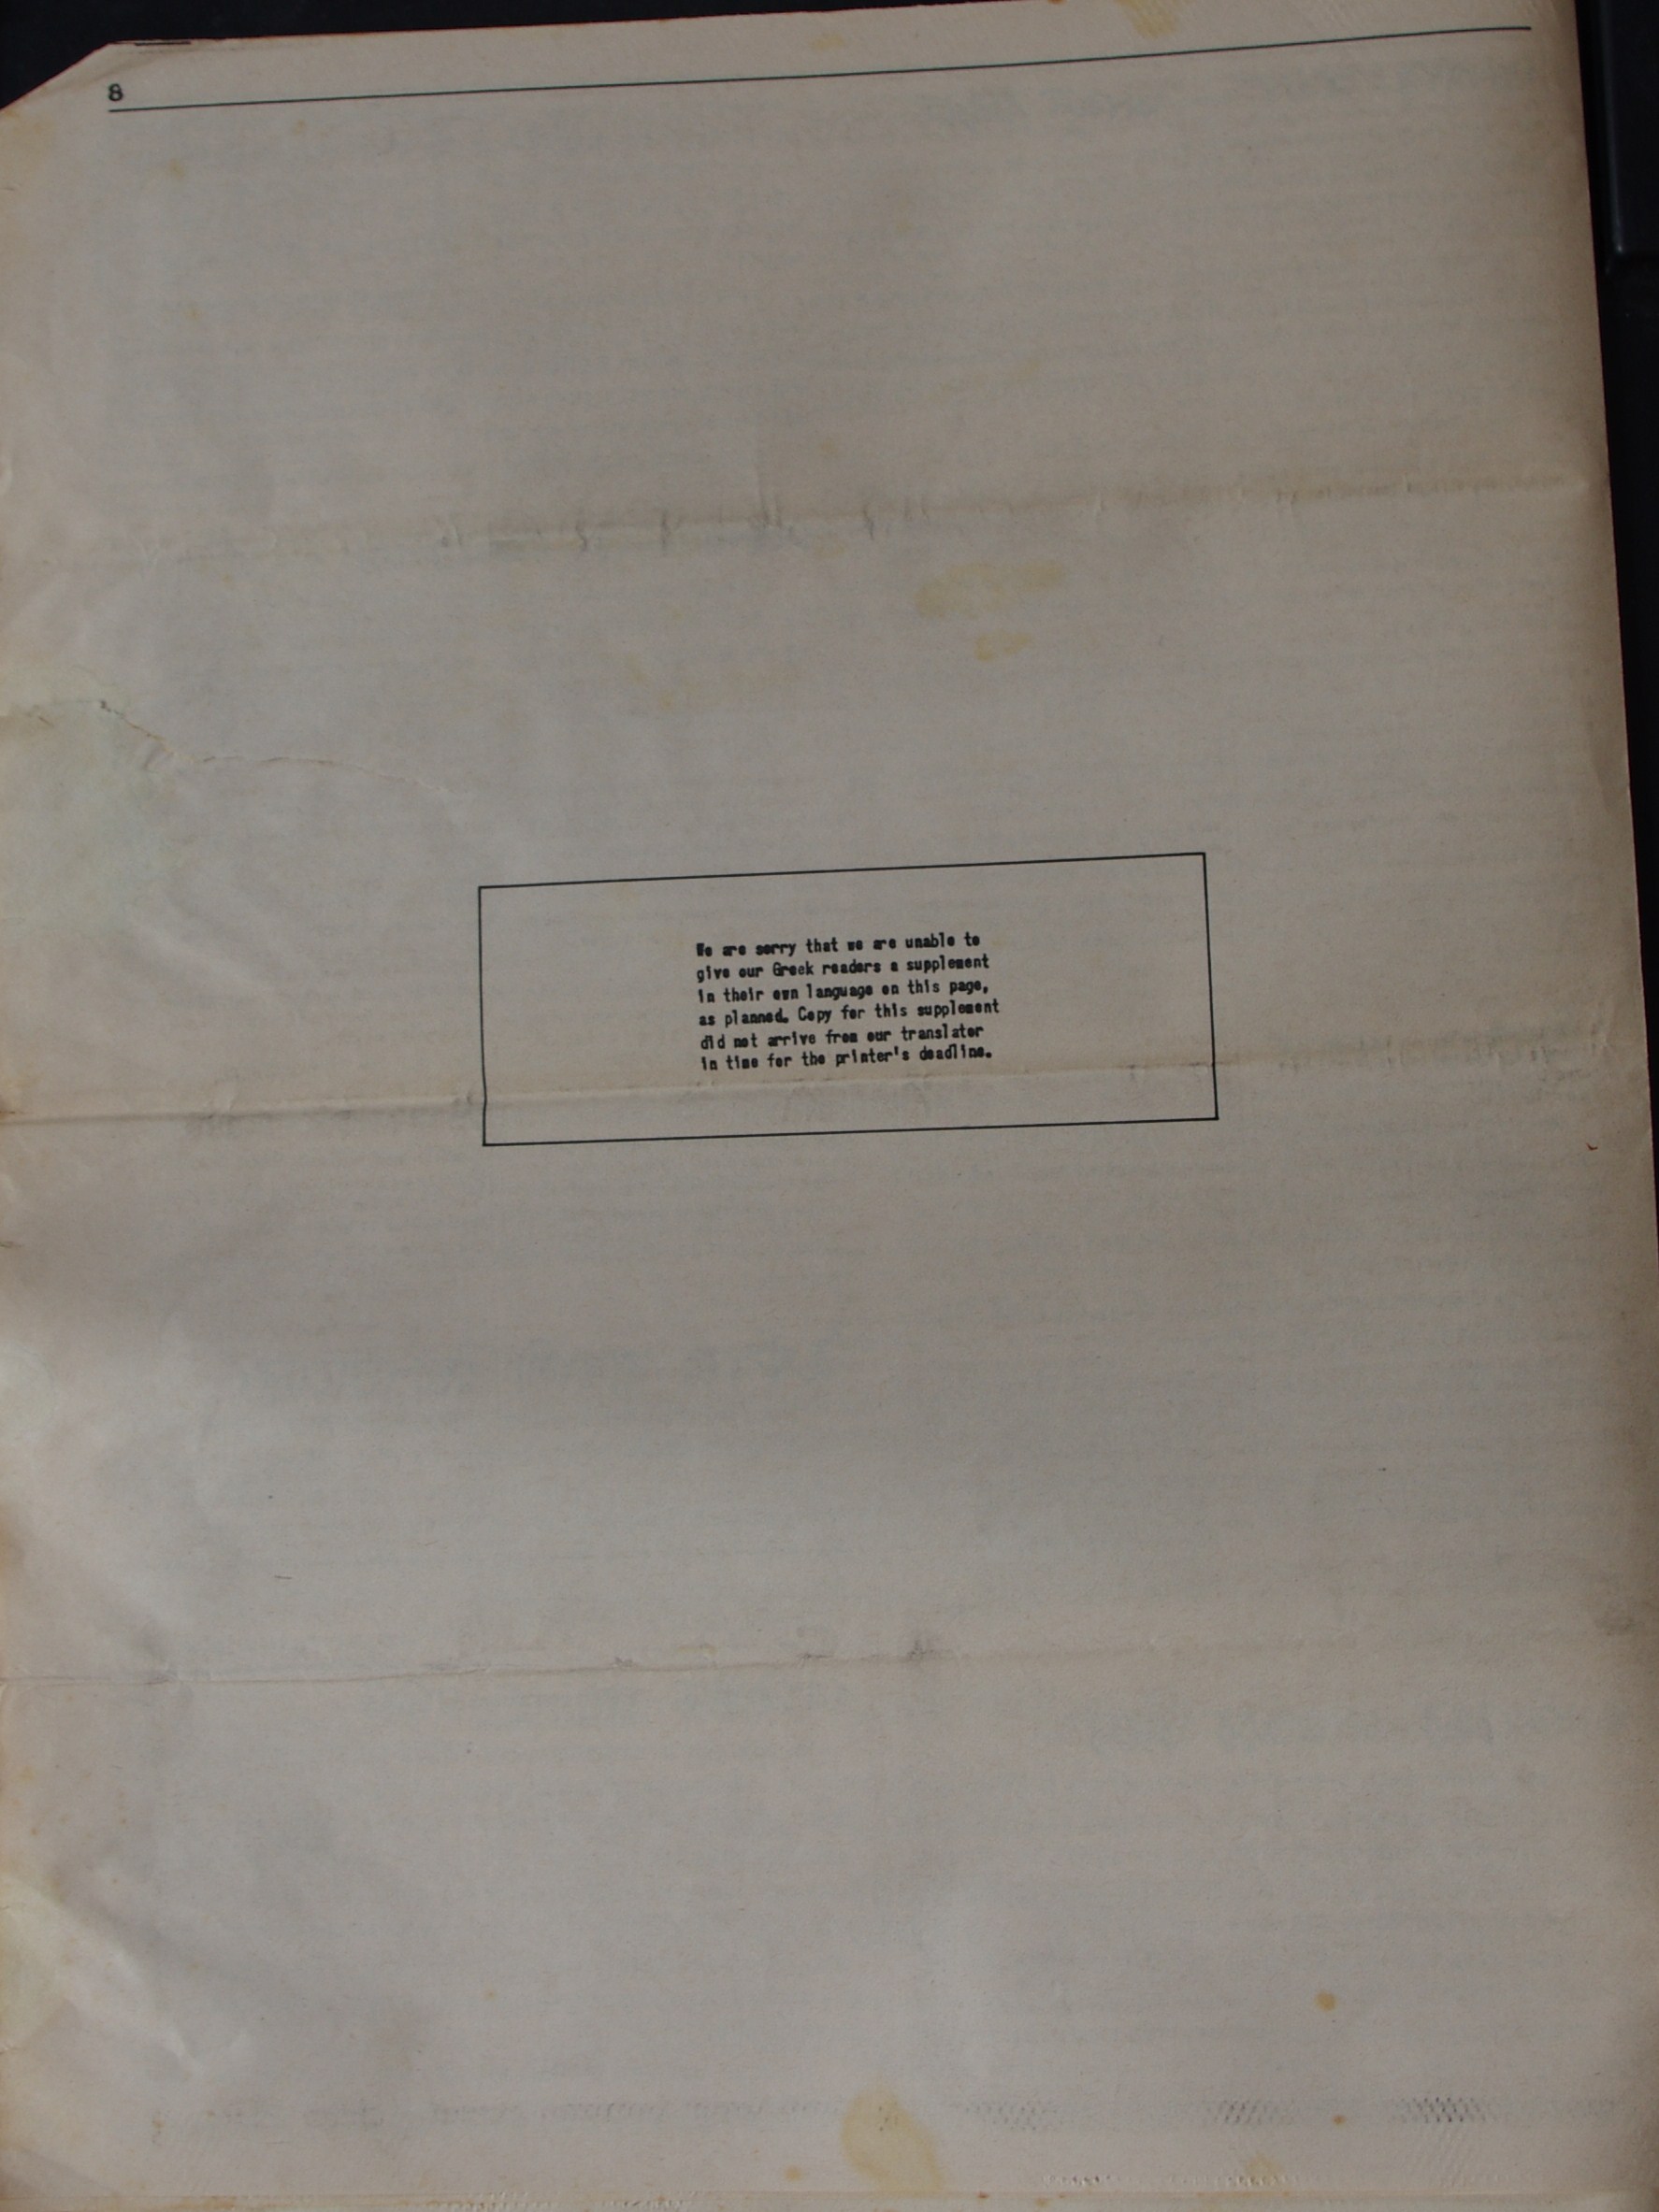 8
We are sorry that we are unable to
give our Greek readers a supplement
in their own language on this page,
as planned. Copy for this supplement
did not arrive from our translator
in time for the printer's deadline.